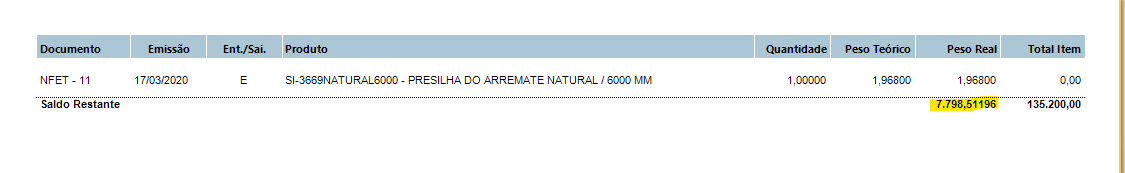 Documento Emissão Ent./Sai. Produto Quantidade Peso Teórico Peso Real Total Item
NFET - 11 17/03/2020 E SI-3669NATURAL6000 - PRESILHA DO ARREMATE NATURAL / 6000 MM 1,00000 1,96800 1,96800 0,00
Saldo Restante 7.798,51196 135.200,00